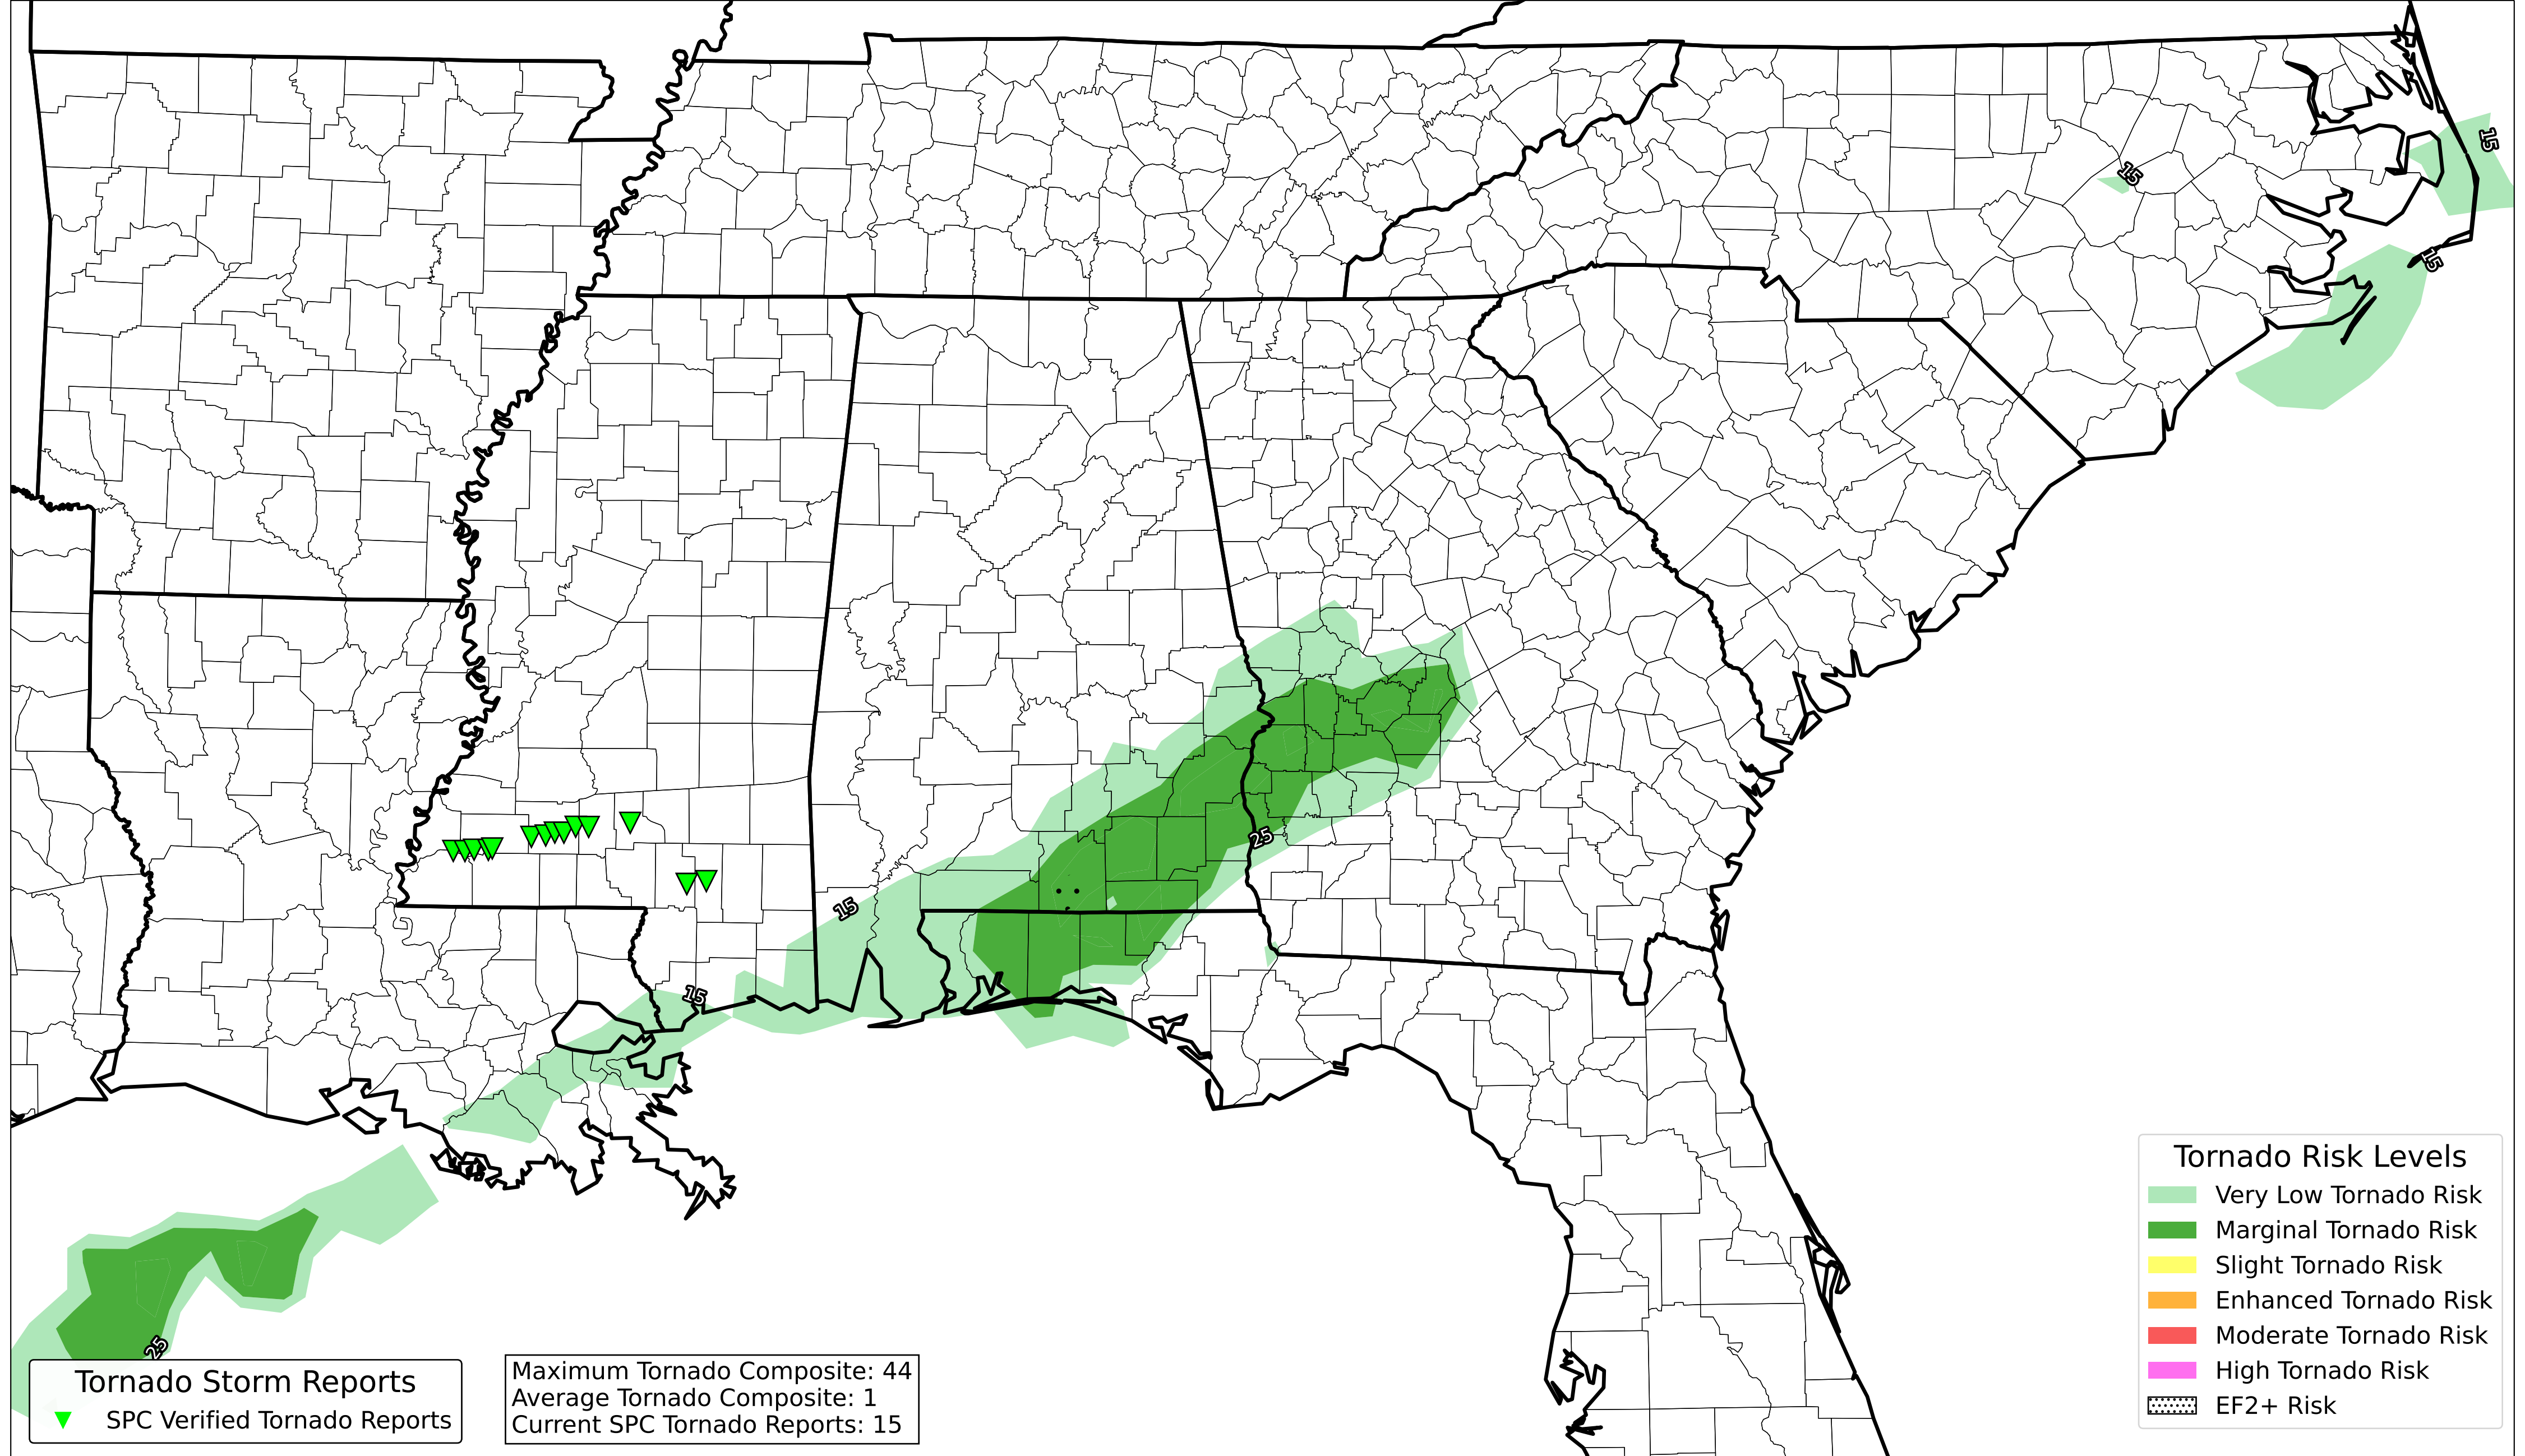 15
15
15
25
15
15
25
Tornado Storm Reports
SPC Verified Tornado Reports
Maximum Tornado Composite: 44
Average Tornado Composite: 1
Current SPC Tornado Reports: 15
Tornado Risk Levels
Very Low Tornado Risk
Marginal Tornado Risk
Slight Tornado Risk
Enhanced Tornado Risk
Moderate Tornado Risk
High Tornado Risk
EF2+ Risk